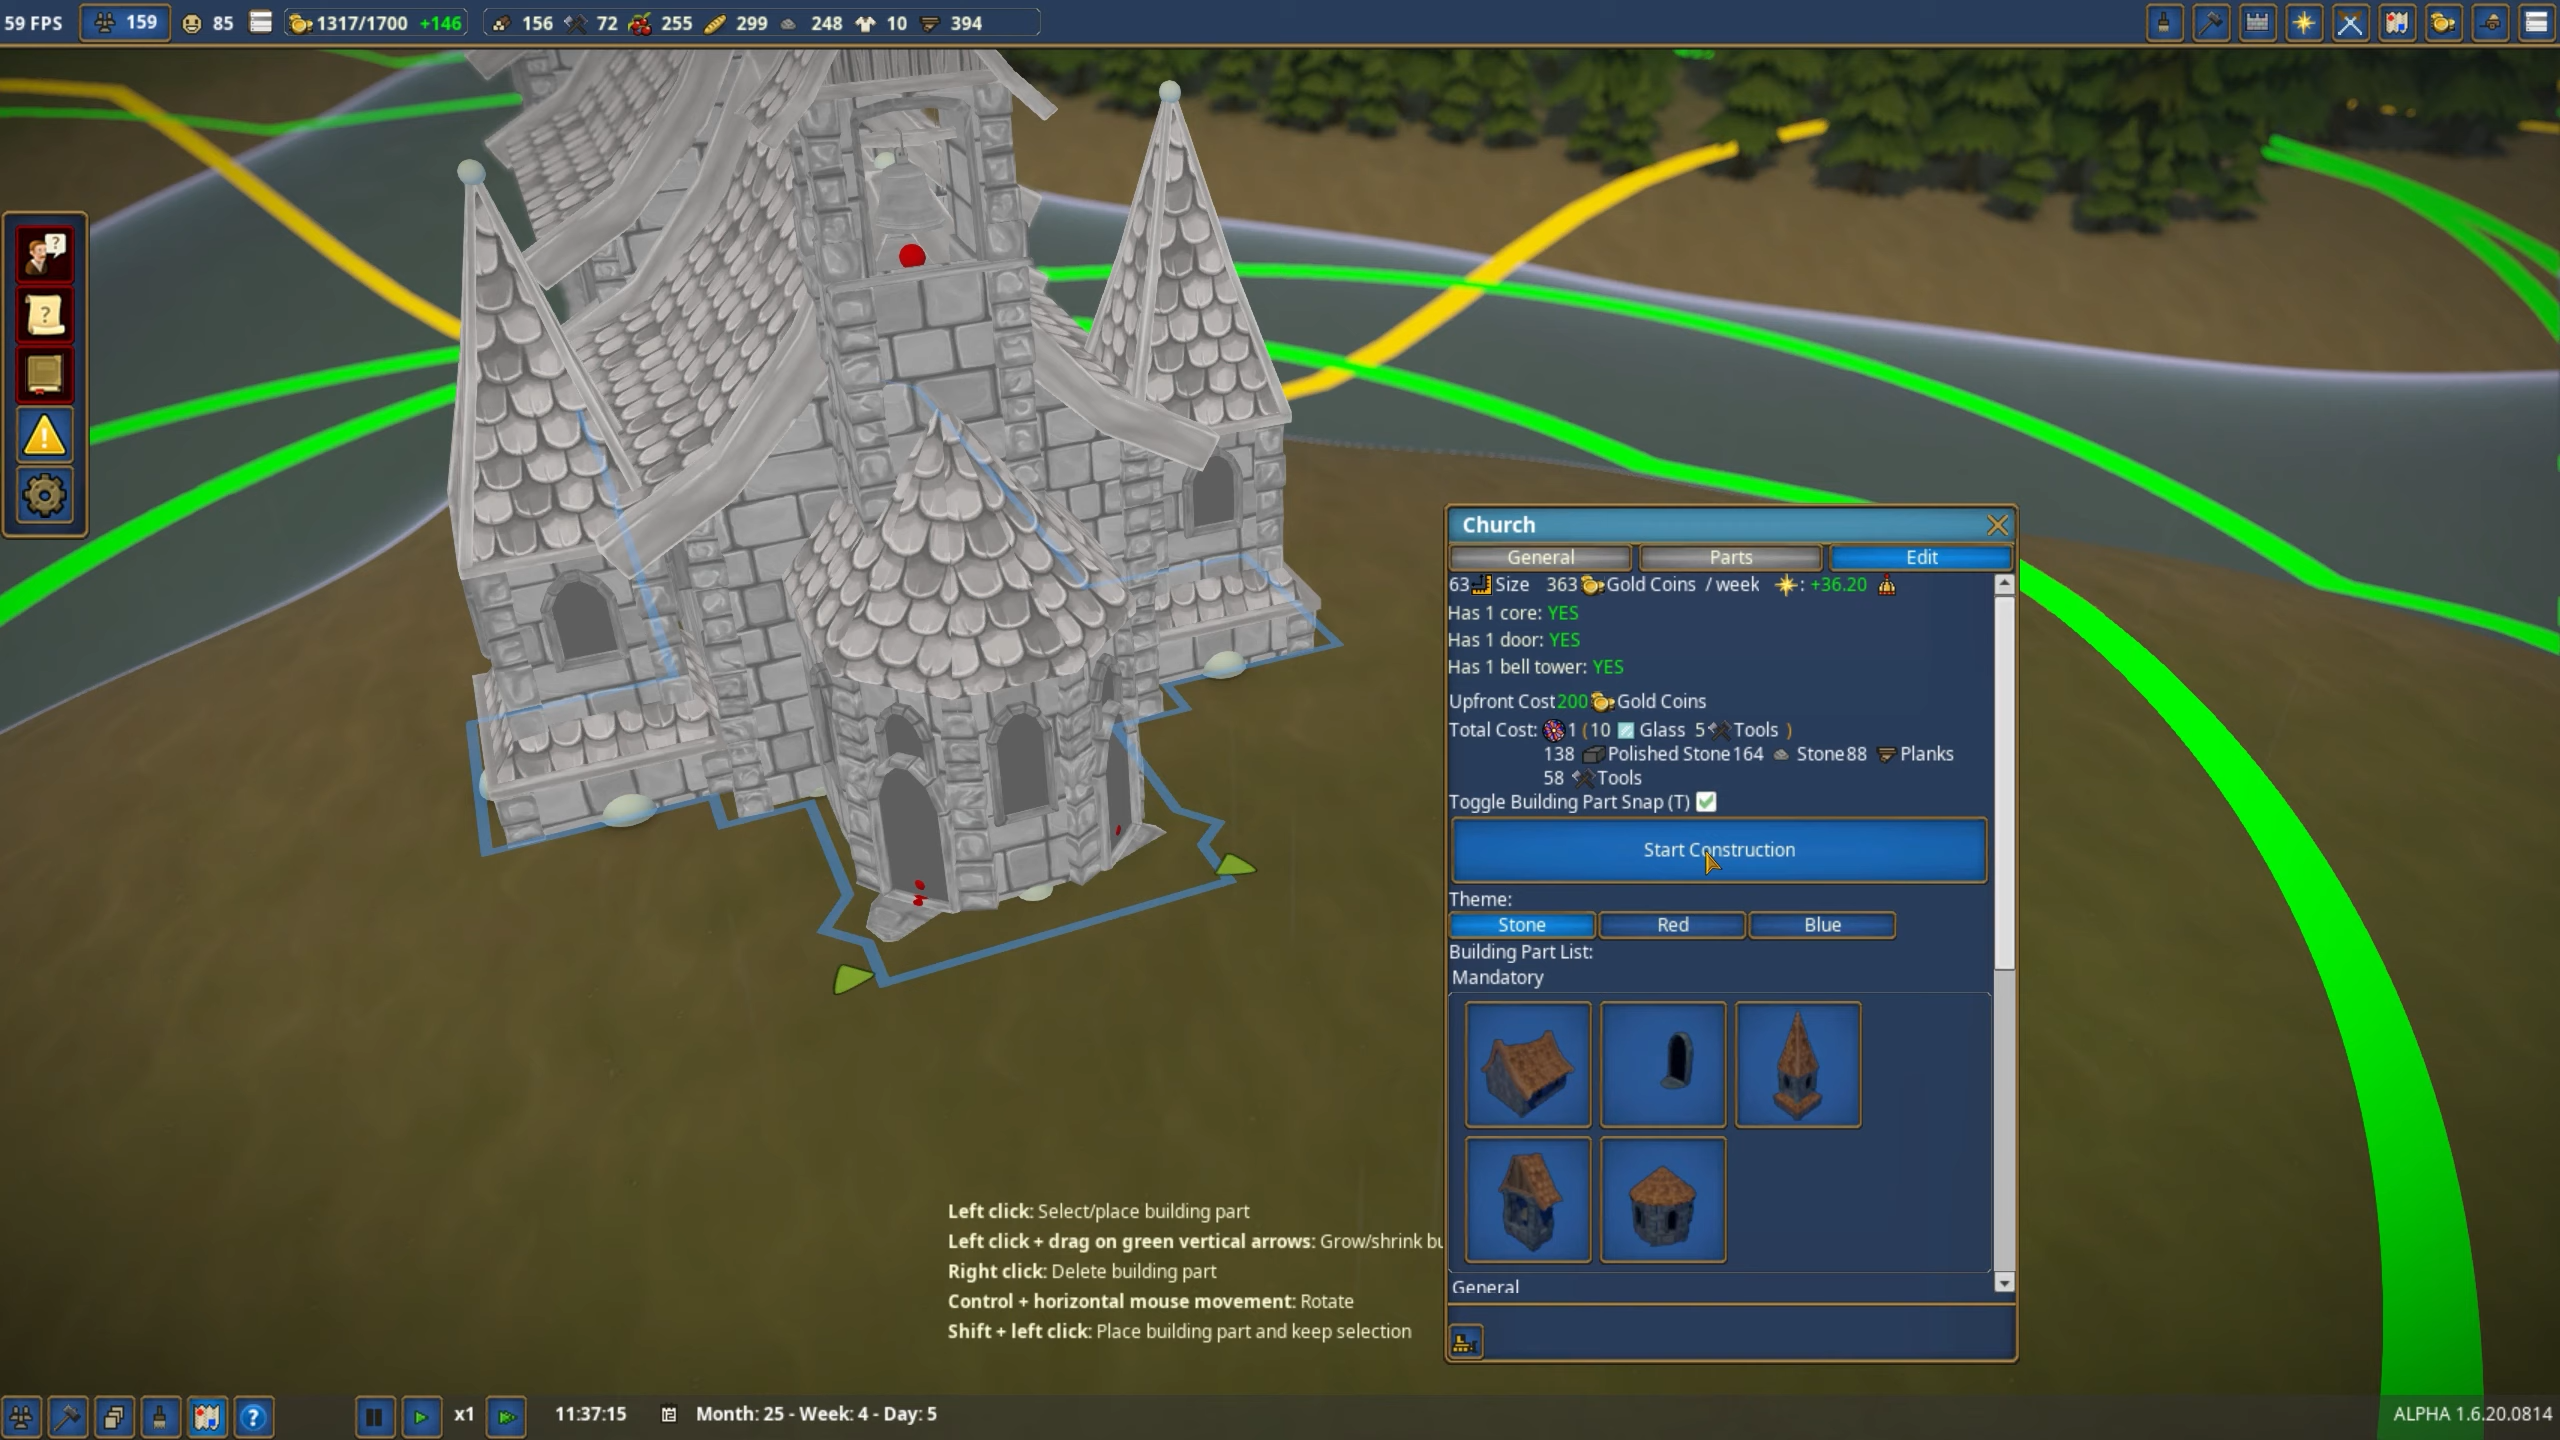 59 FPS 159 85 1317/1700 +146 156 72 255 299 248 10 394
Church
General Parts Edit
63 Size 363 Gold Coins / week : +36.20
Has 1 core: YES
Has 1 door: YES
Has 1 bell tower: YES
Upfront Cost200 Gold Coins
Total Cost: 1 (10 Glass 5 Tools )
138 Polished Stone164 Stone88 Planks
58 Tools
Toggle Building Part Snap (T)
Start Construction
Theme:
Stone Red Blue
Building Part List:
Mandatory
General
Left click: Select/place building part
Left click + drag on green vertical arrows: Grow/shrink bu
Right click: Delete building part
Control + horizontal mouse movement: Rotate
Shift + left click: Place building part and keep selection
x1 11:37:15 Month: 25 - Week: 4 - Day: 5
ALPHA 1.6.20.0814